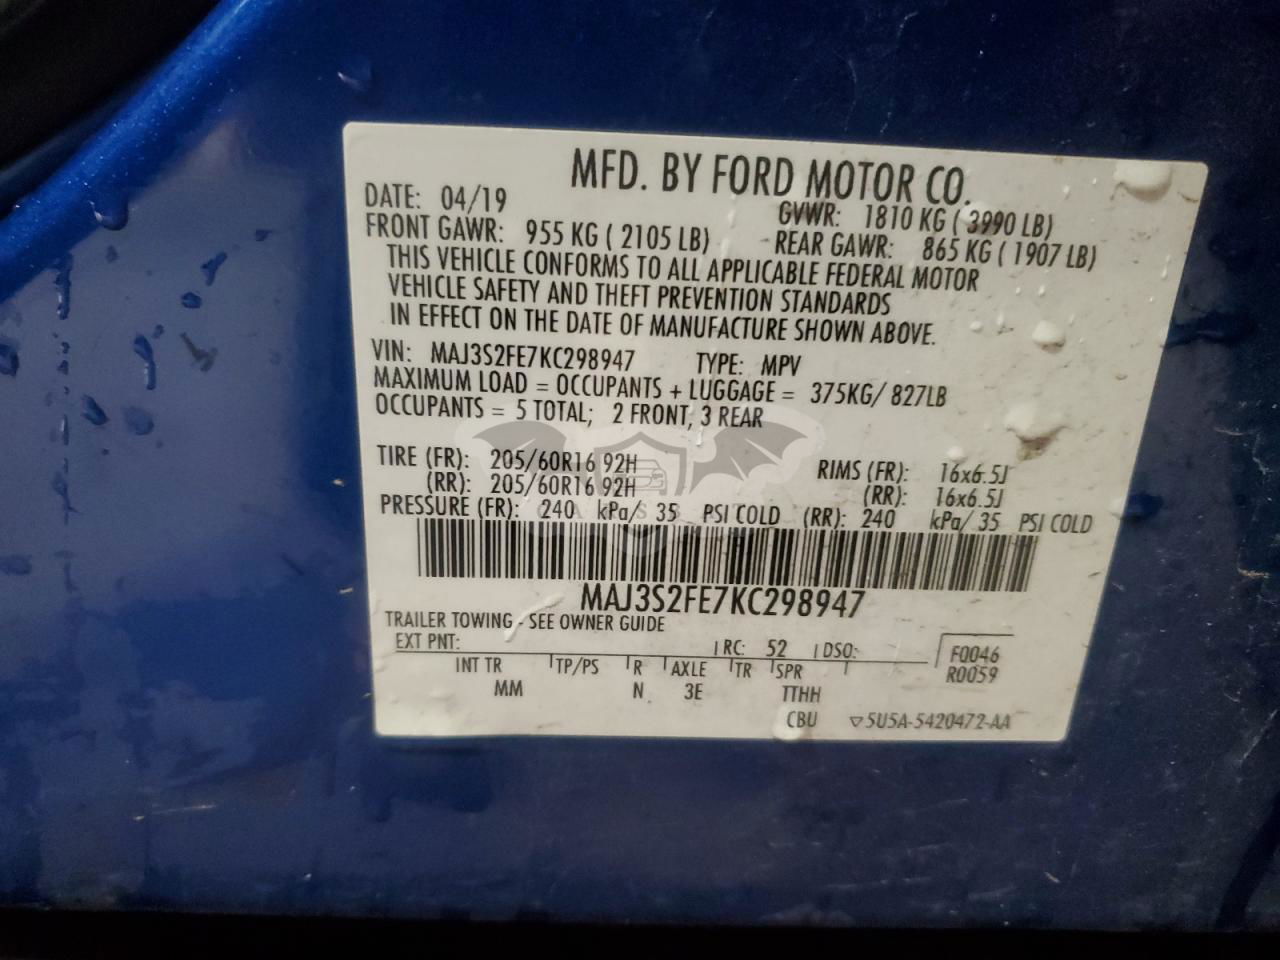 MFD. BY FORD MOTOR CO.
DATE: 04/19 GVWR: 1810 KG ( 3990 LB)
FRONT GAWR: 955 KG ( 2105 LB) REAR GAWR: 865 KG ( 1907 LB)
THIS VEHICLE CONFORMS TO ALL APPLICABLE FEDERAL MOTOR
VEHICLE SAFETY AND THEFT PREVENTION STANDARDS
IN EFFECT ON THE DATE OF MANUFACTURE SHOWN ABOVE.
VIN: MAJ3S2FE7KC298947 TYPE: MPV
MAXIMUM LOAD = OCCUPANTS + LUGGAGE = 375KG/ 827LB
OCCUPANTS = 5 TOTAL; 2 FRONT, 3 REAR
TIRE (FR): 205/60R16 92H RIMS (FR): 16x6.5J
(RR): 205/60R16 92H (RR): 16x6.5J
PRESSURE (FR): 240 kPa/ 35 PSI COLD (RR): 240 kPa/ 35 PSI COLD
MAJ3S2FE7KC298947
TRAILER TOWING - SEE OWNER GUIDE
EXT PNT: RC: 52 DSO: F0046
R0059
INT TR TP/PS R AXLE TR SPR
MM N 3E TTHH
CBU ▽5U5A-5420472-AA